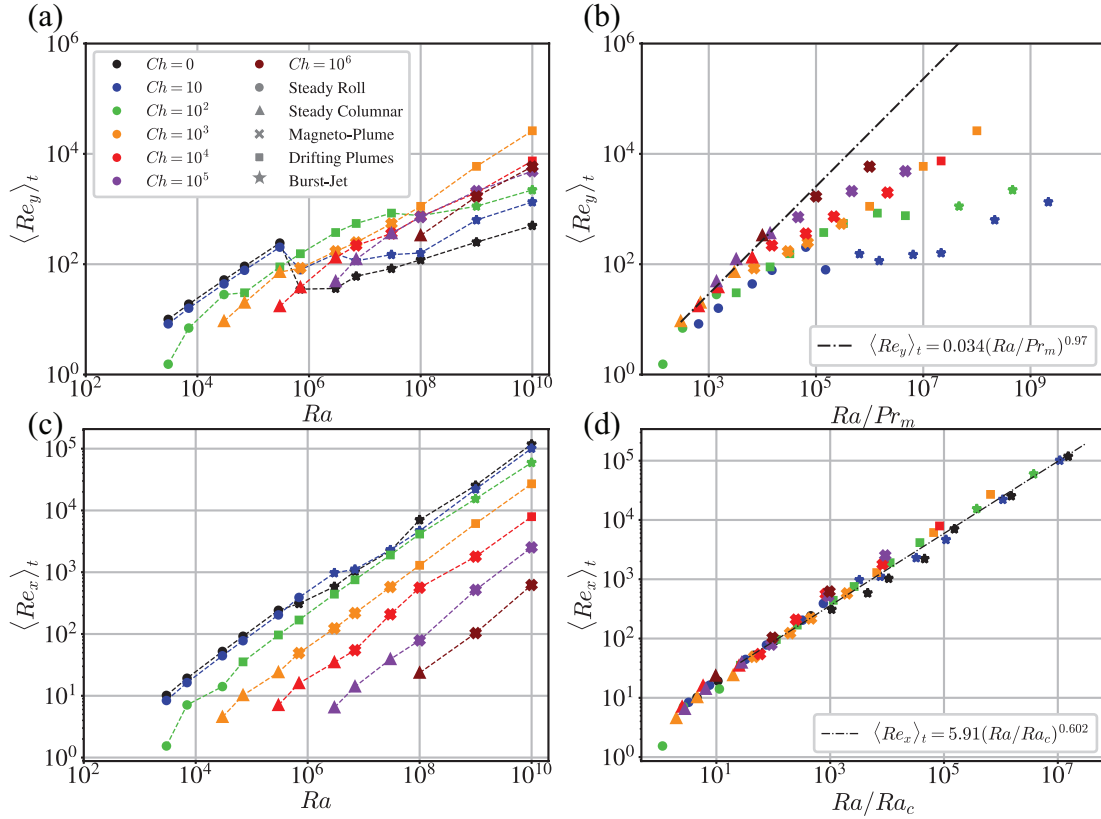 (a)
10^6
10^4
10^2
10^0
⟨Re_y⟩_t
Ch = 0
Ch = 10
Ch = 10^2
Ch = 10^3
Ch = 10^4
Ch = 10^5
Ch = 10^6
Steady Roll
Steady Columnar
Magneto-Plume
Drifting Plumes
Burst-Jet
10^2 10^4 10^6 10^8 10^10
Ra
(b)
10^6
10^4
10^2
10^0
⟨Re_y⟩_t
⟨Re_y⟩_t = 0.034(Ra/Pr_m)^0.97
10^3 10^5 10^7 10^9
Ra/Pr_m
(c)
10^5
10^4
10^3
10^2
10^1
10^0
⟨Re_x⟩_t
10^2 10^4 10^6 10^8 10^10
Ra
(d)
10^5
10^4
10^3
10^2
10^1
10^0
⟨Re_x⟩_t
⟨Re_x⟩_t = 5.91(Ra/Ra_c)^0.602
10^1 10^3 10^5 10^7
Ra/Ra_c